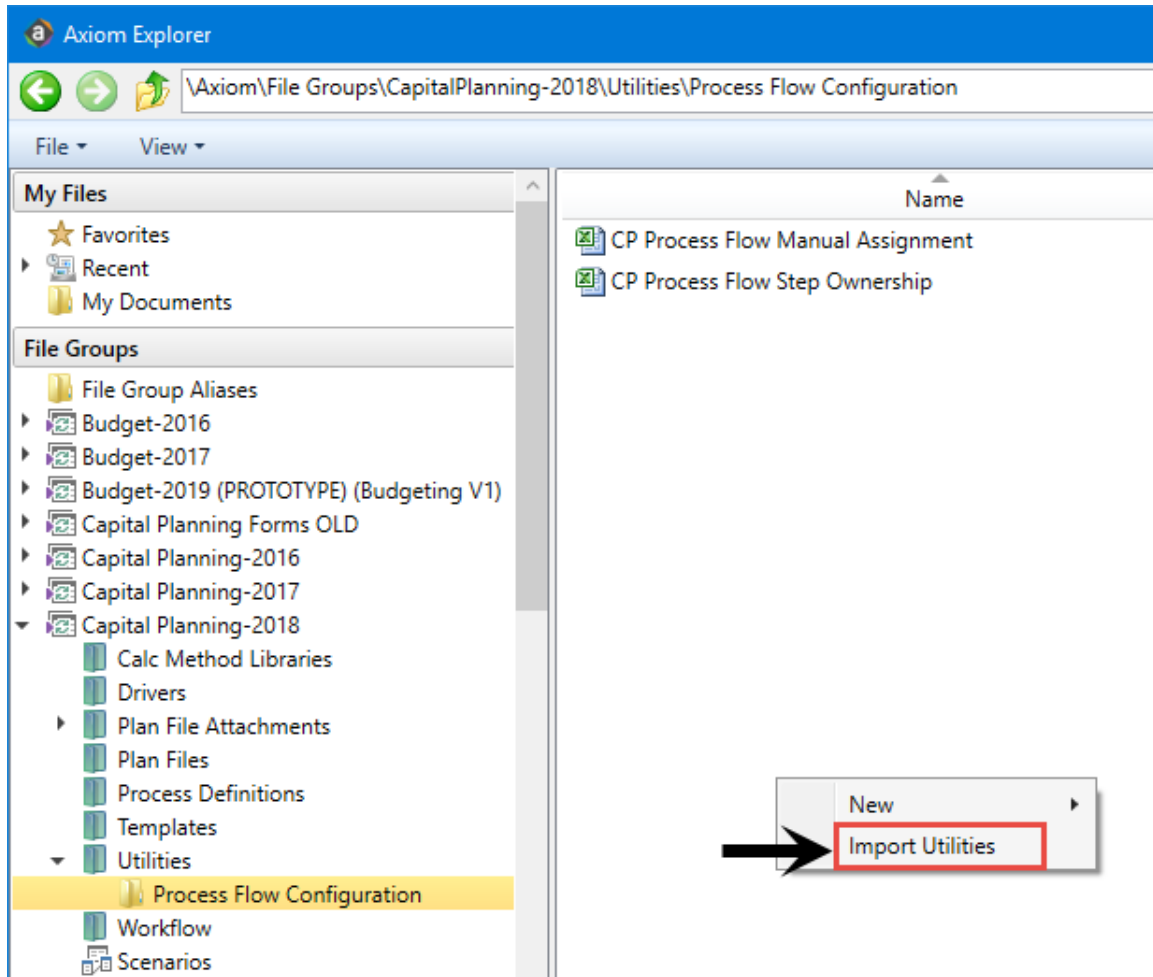 Axiom Explorer
\Axiom\File Groups\CapitalPlanning-2018\Utilities\Process Flow Configuration
File View
My Files
Favorites
Recent
My Documents
File Groups
File Group Aliases
Budget-2016
Budget-2017
Budget-2019 (PROTOTYPE) (Budgeting V1)
Capital Planning Forms OLD
Capital Planning-2016
Capital Planning-2017
Capital Planning-2018
Calc Method Libraries
Drivers
Plan File Attachments
Plan Files
Process Definitions
Templates
Utilities
Process Flow Configuration
Workflow
Scenarios
Name
CP Process Flow Manual Assignment
CP Process Flow Step Ownership
New
Import Utilities